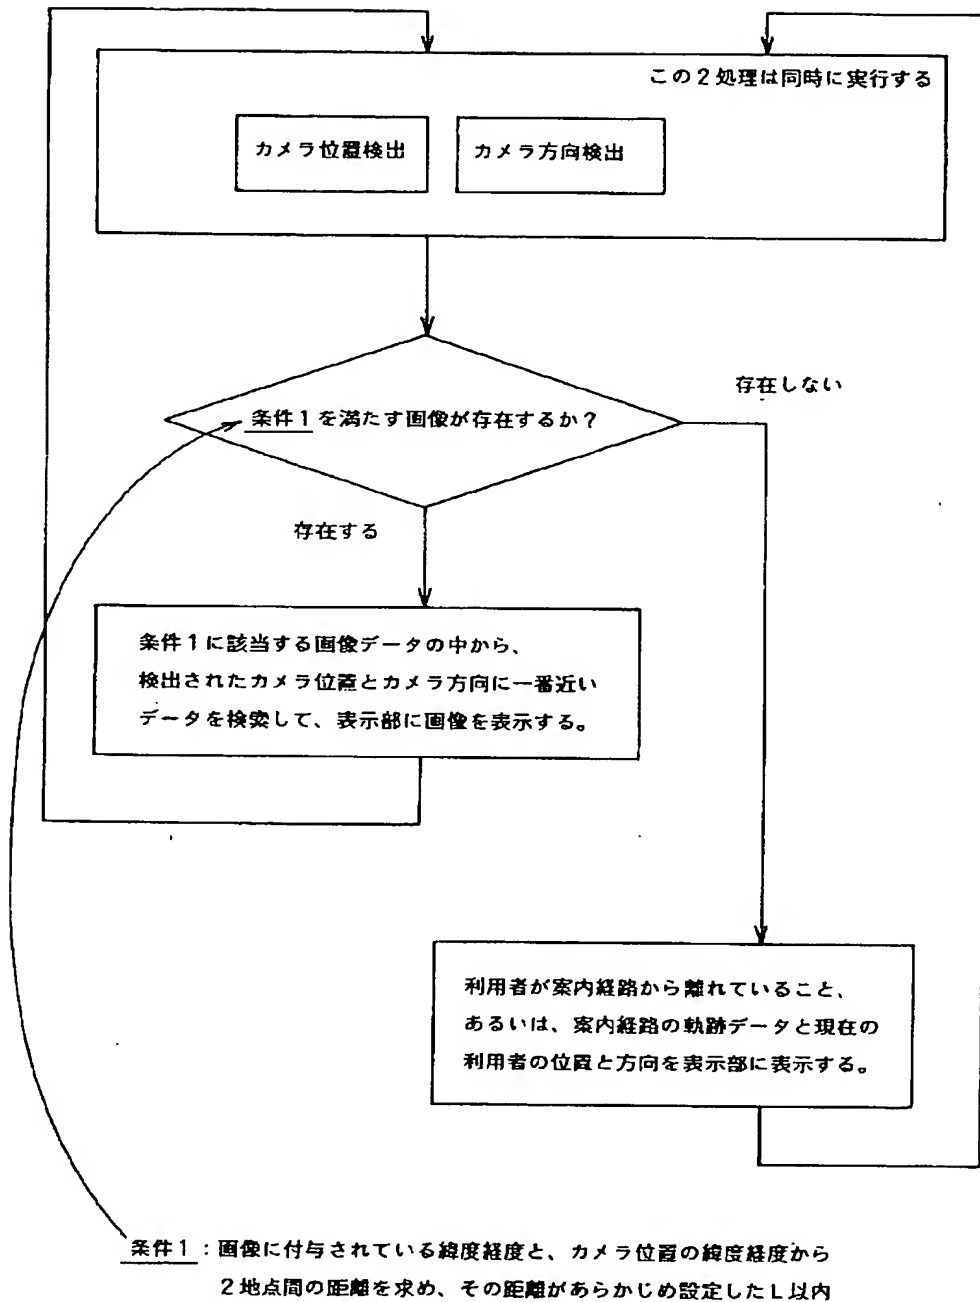 この2処理は同時に実行する
カメラ位置検出
カメラ方向検出
存在しない
条件1を満たす画像が存在するか？
存在する
条件1に該当する画像データの中から、
検出されたカメラ位置とカメラ方向に一番近い
データを検索して、表示部に画像を表示する。
利用者が案内経路から離れていること、
あるいは、案内経路の軌跡データと現在の
利用者の位置と方向を表示部に表示する。
条件1：画像に付与されている緯度経度と、カメラ位置の緯度経度から
2地点間の距離を求め、その距離があらかじめ設定したL以内